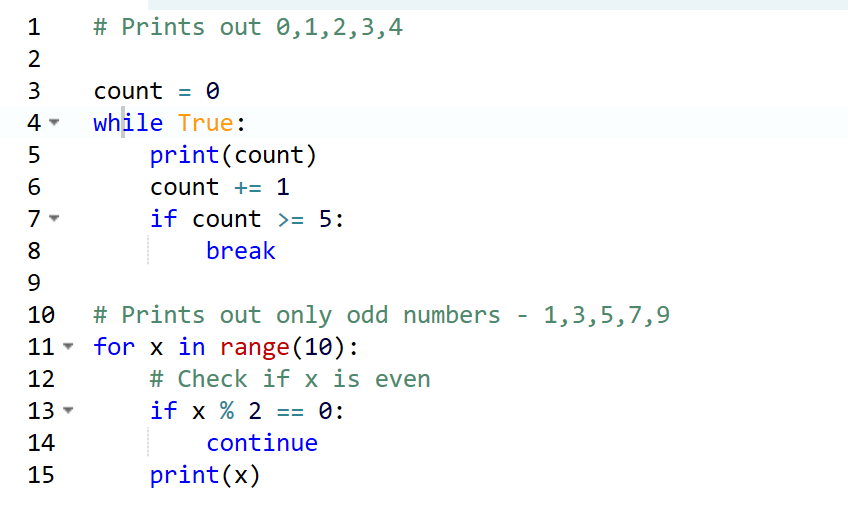 1 # Prints out 0,1,2,3,4
2
3 count = 0
4 while True:
5     print(count)
6     count += 1
7     if count >= 5:
8         break
9
10 # Prints out only odd numbers - 1,3,5,7,9
11 for x in range(10):
12     # Check if x is even
13     if x % 2 == 0:
14         continue
15     print(x)